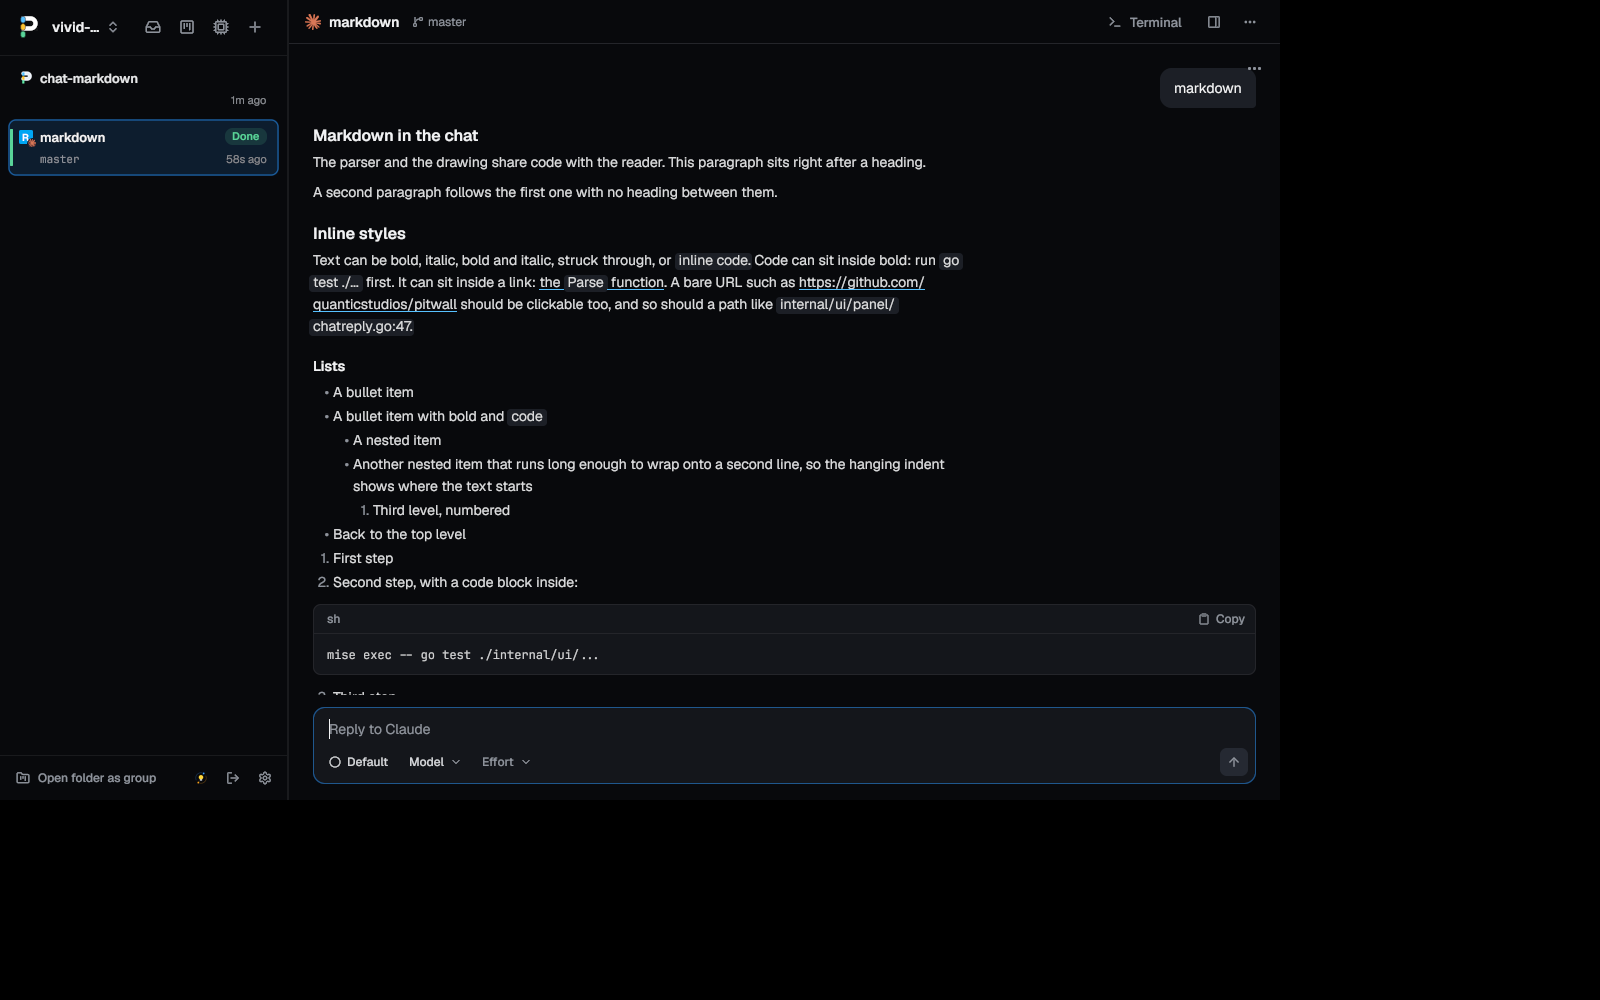 vivid-...
chat-markdown
1m ago
markdown
Done
master
58s ago
Open folder as group
markdown
master
Terminal
markdown
Markdown in the chat
The parser and the drawing share code with the reader. This paragraph sits right after a heading.
A second paragraph follows the first one with no heading between them.
Inline styles
Text can be bold, italic, bold and italic, struck through, or inline code. Code can sit inside bold: run go
test ./... first. It can sit inside a link: the Parse function. A bare URL such as https://github.com/
quanticstudios/pitwall should be clickable too, and so should a path like internal/ui/panel/
chatreply.go:47.
Lists
• A bullet item
• A bullet item with bold and code
• A nested item
• Another nested item that runs long enough to wrap onto a second line, so the hanging indent
shows where the text starts
1. Third level, numbered
• Back to the top level
1. First step
2. Second step, with a code block inside:
sh
Copy
mise exec -- go test ./internal/ui/...
Reply to Claude
Default
Model
Effort